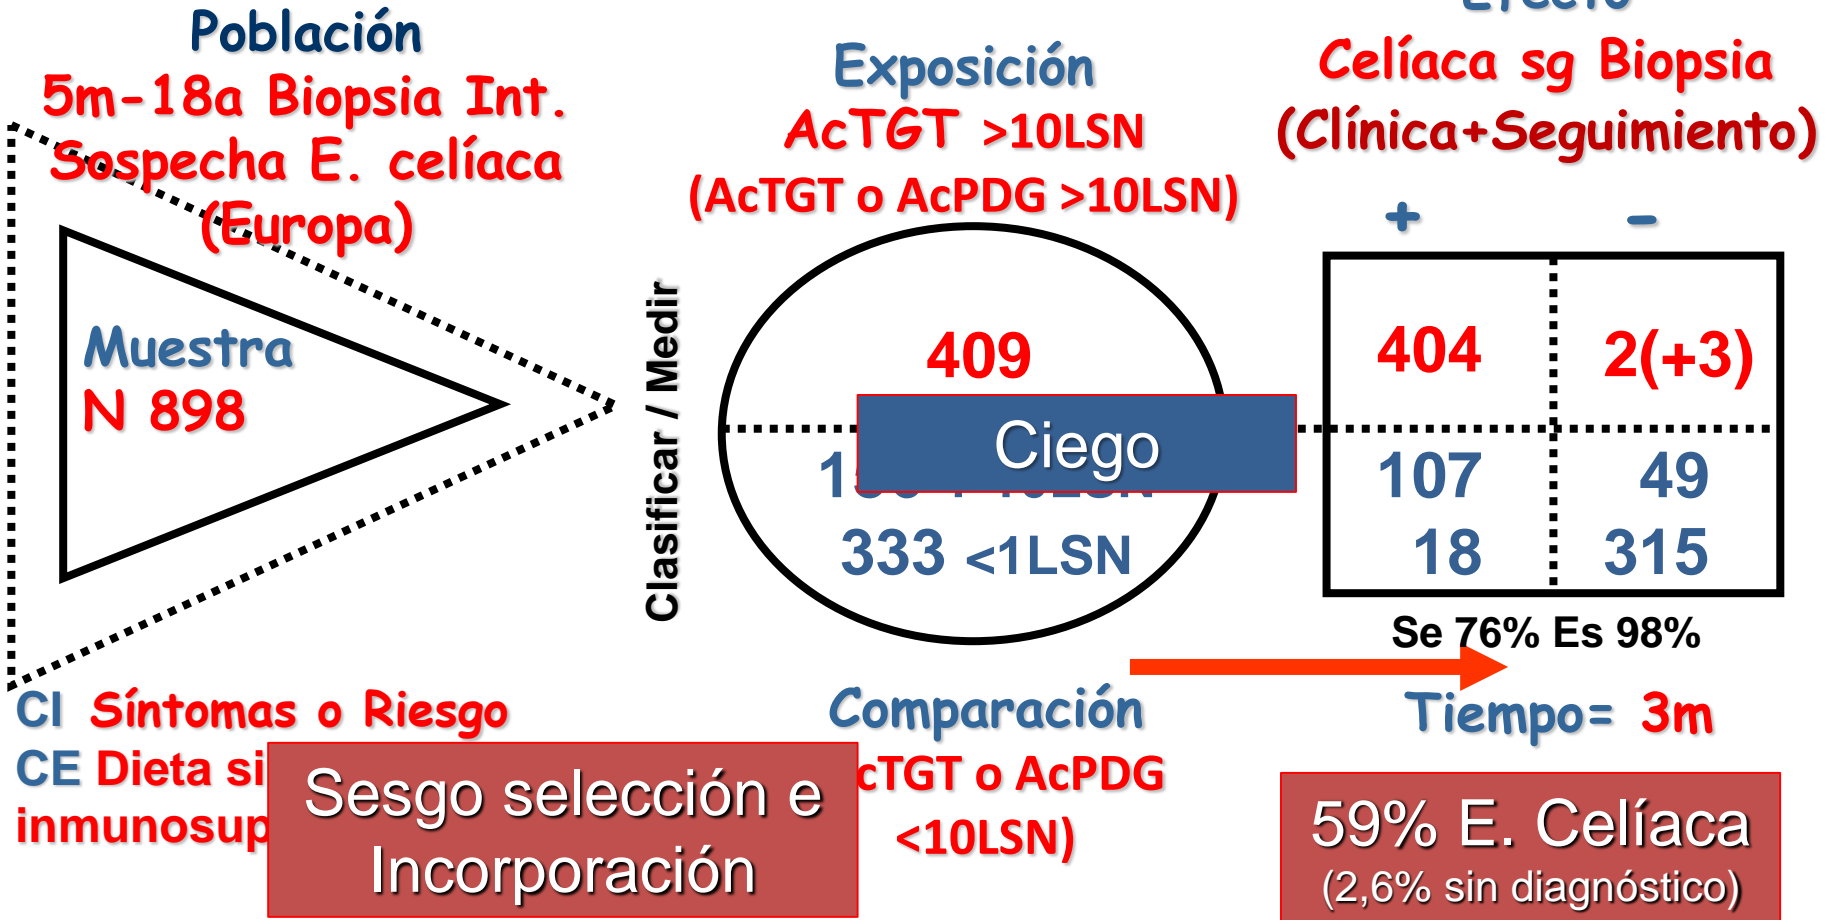 Población
5m-18a Biopsia Int.
Sospecha E. celíaca
(Europa)
Muestra
N 898
CI Síntomas o Riesgo
CE Dieta si
inmunosup
Sesgo selección e
Incorporación
Clasificar / Medir
Exposición
AcTGT >10LSN
(AcTGT o AcPDG >10LSN)
409
Ciego
333 <1LSN
Comparación
cTGT o AcPDG
<10LSN)
Efecto
Celíaca sg Biopsia
(Clínica+Seguimiento)
+ -
404 2(+3)
107 49
18 315
Se 76% Es 98%
Tiempo= 3m
59% E. Celíaca
(2,6% sin diagnóstico)